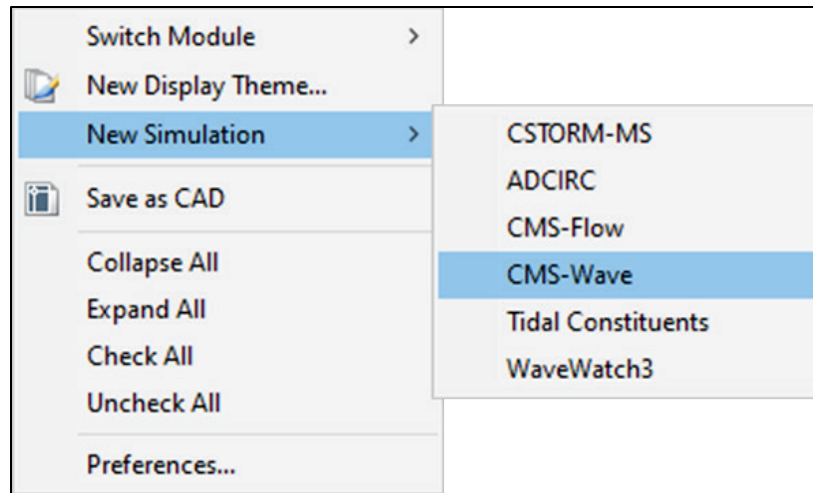 Switch Module
New Display Theme...
New Simulation
Save as CAD
Collapse All
Expand All
Check All
Uncheck All
Preferences...
CSTORM-MS
ADCIRC
CMS-Flow
CMS-Wave
Tidal Constituents
WaveWatch3